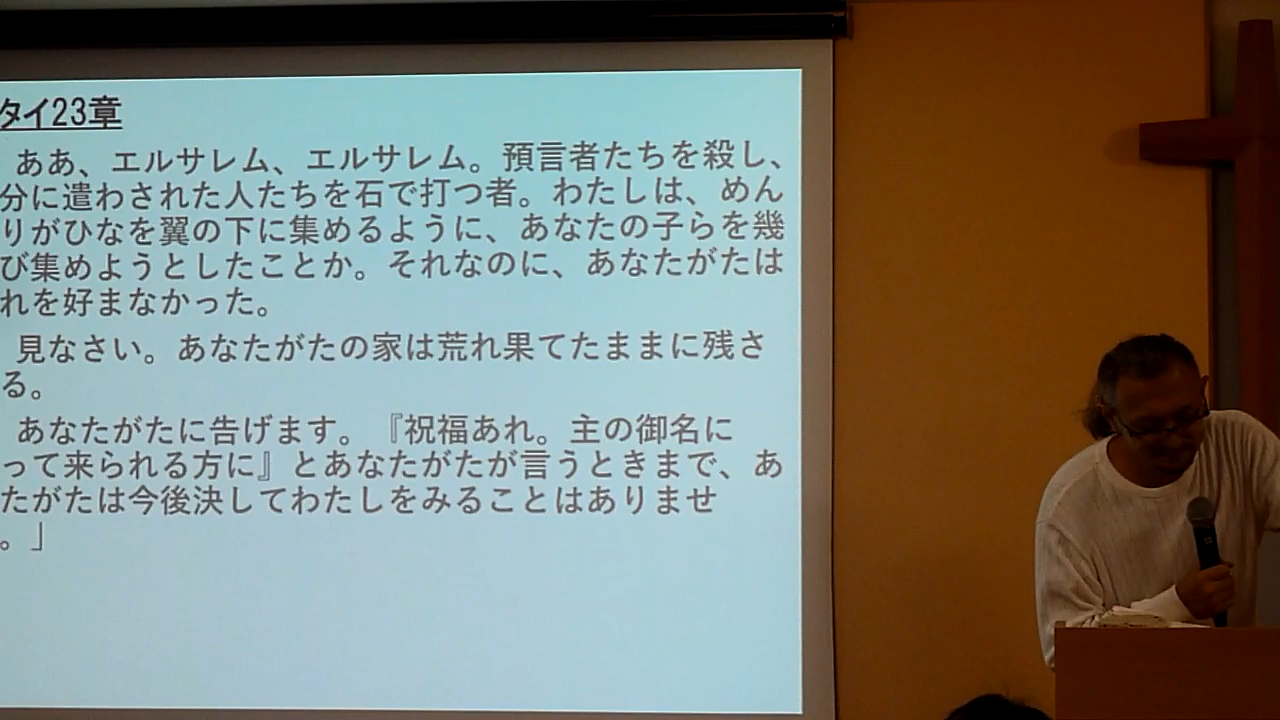 タイ23章
ああ、エルサレム、エルサレム。預言者たちを殺し、
分に遣わされた人たちを石で打つ者。わたしは、めん
りがひなを翼の下に集めるように、あなたの子らを幾
び集めようとしたことか。それなのに、あなたがたは
れを好まなかった。
見なさい。あなたがたの家は荒れ果てたままに残さ
る。
あなたがたに告げます。『祝福あれ。主の御名に
って来られる方に』とあなたがたが言うときまで、あ
たがたは今後決してわたしをみることはありませ
。」